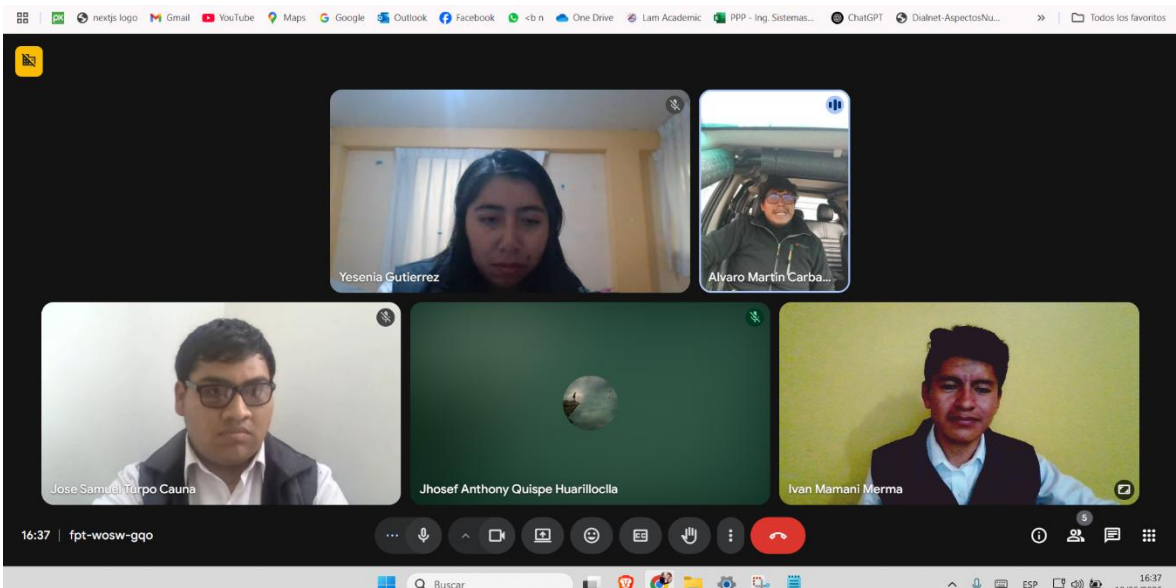 nextjs logo Gmail YouTube Maps Google Outlook Facebook <b n One Drive Lam Academic PPP - Ing. Sistemas... ChatGPT Dialnet-AspectosNu... » Todos los favoritos
Yesenia Gutierrez
Alvaro Martin Carba...
Jose Samuel Turpo Cauna
Jhosef Anthony Quispe Huarilloclla
Ivan Mamani Merma
16:37 | fpt-wosw-gqo
5
Buscar
ESP
16:37